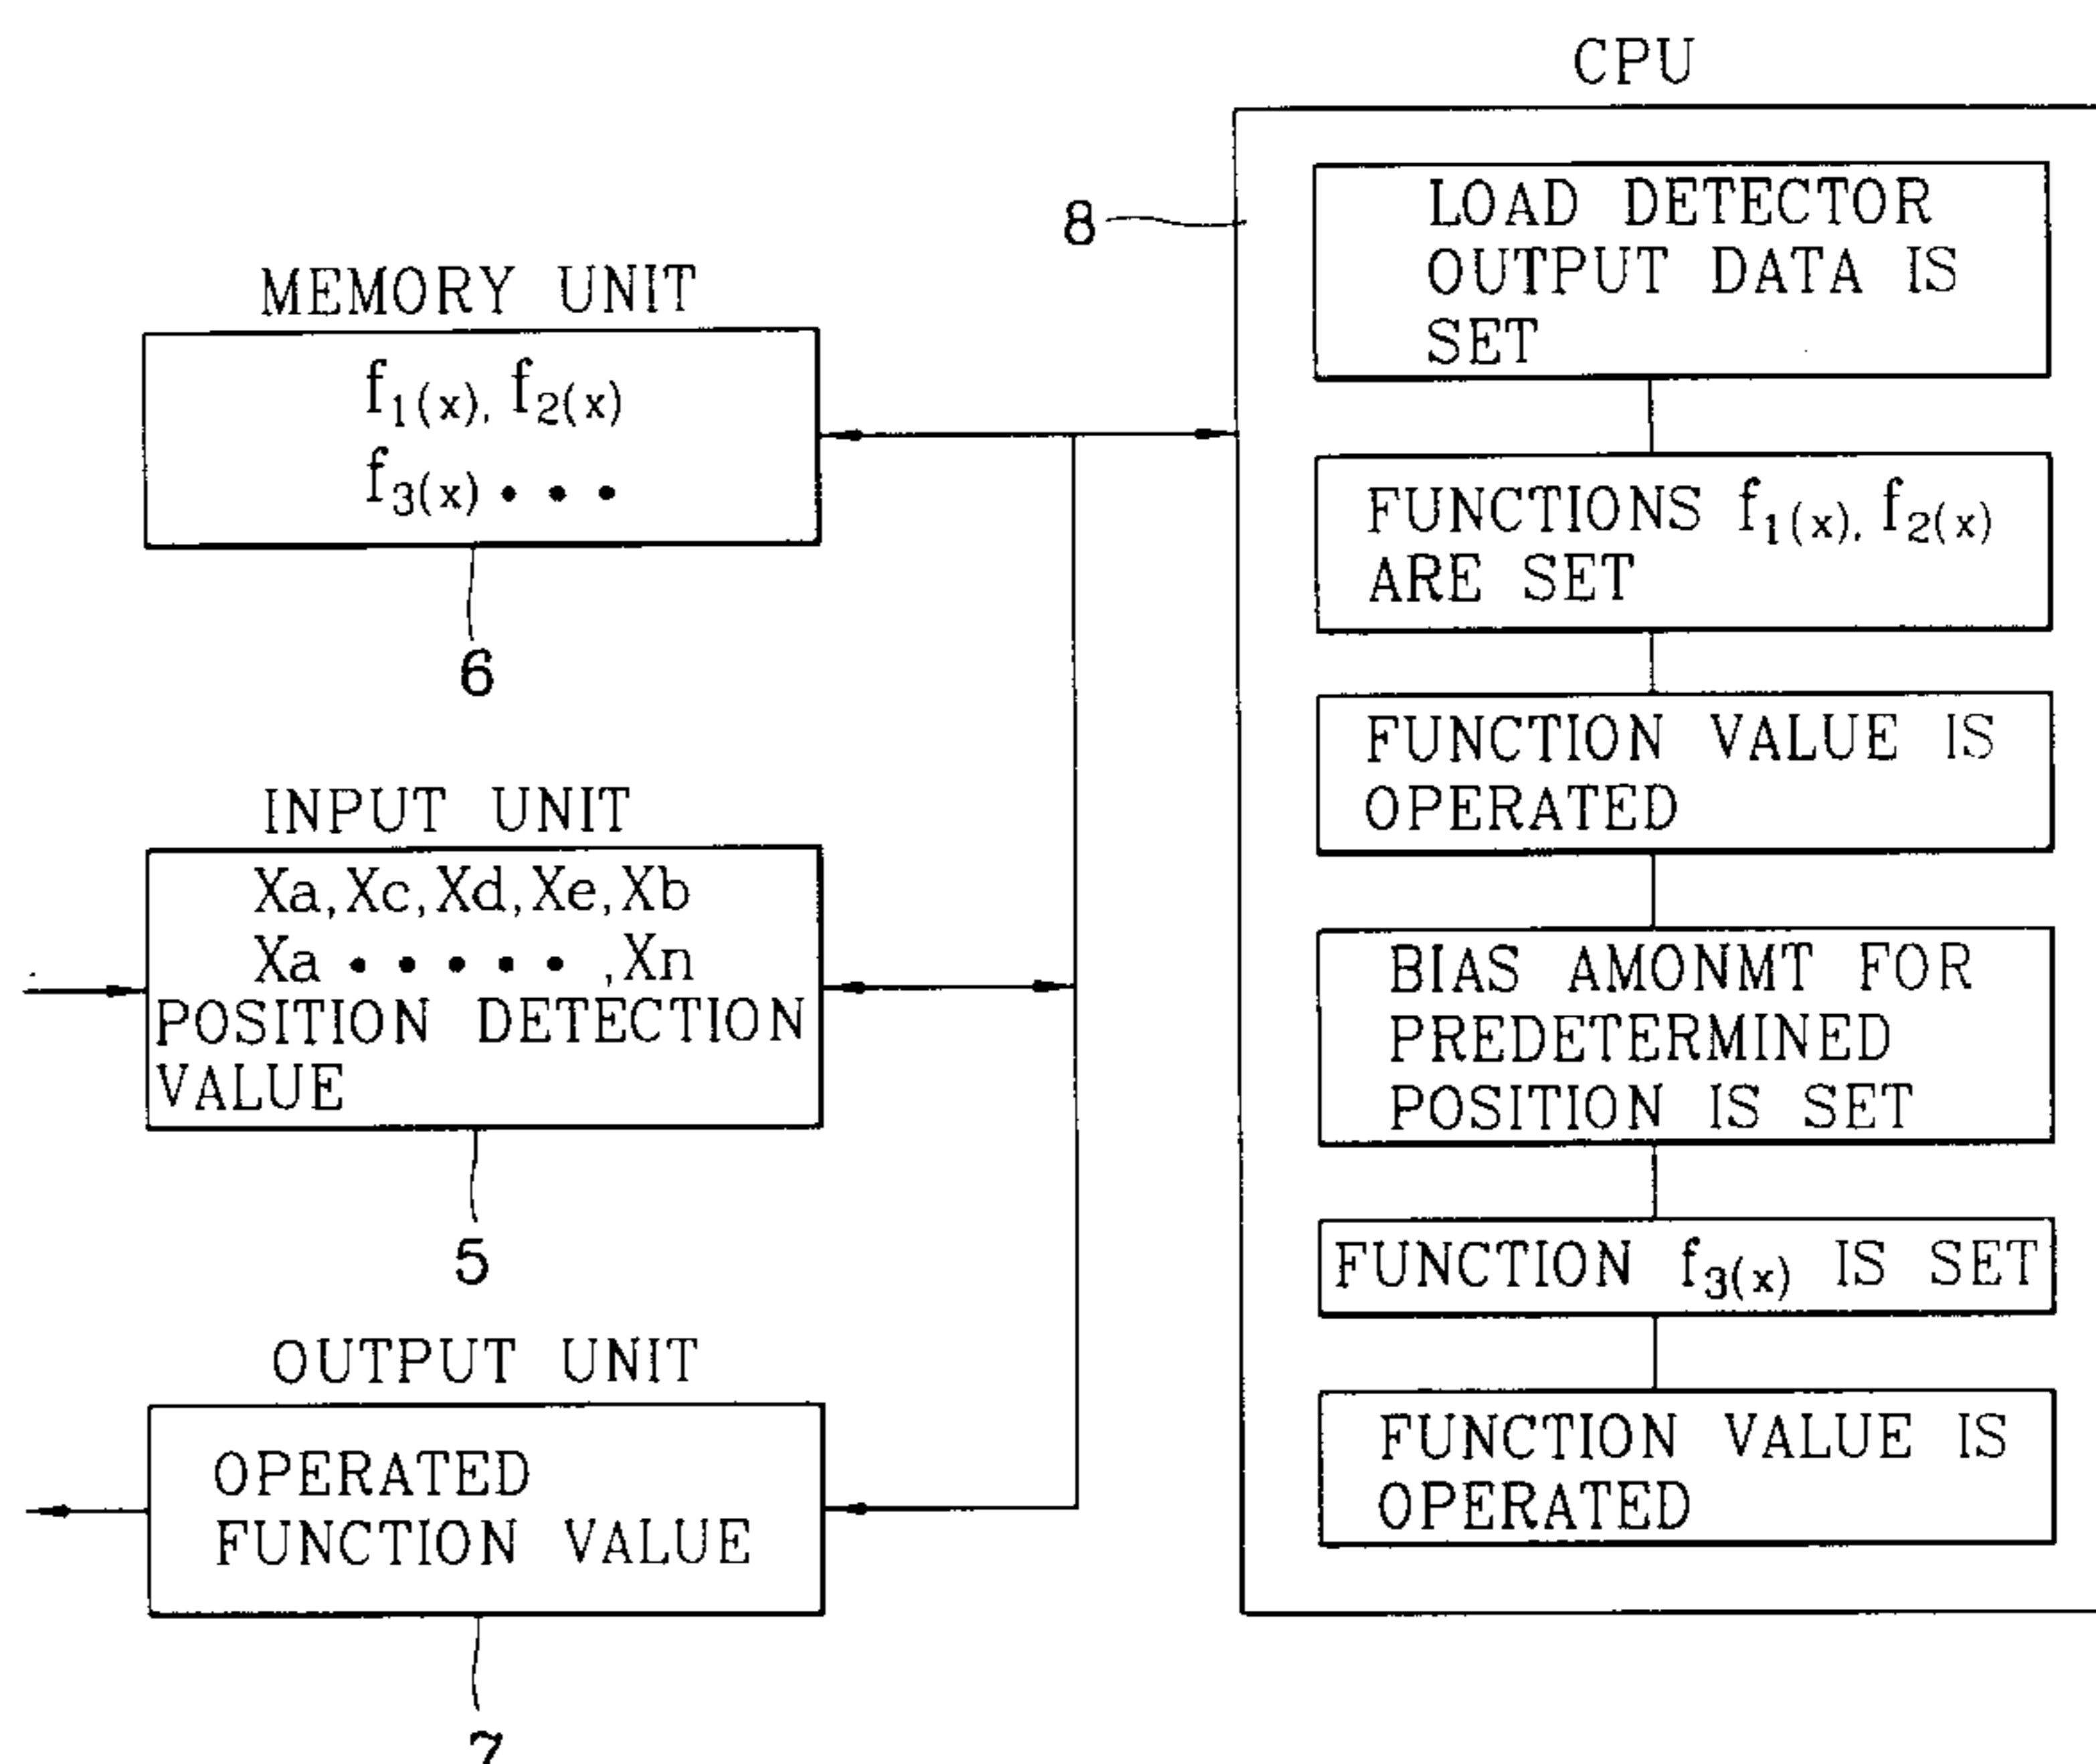 CPU
8
LOAD DETECTOR
OUTPUT DATA IS
SET
MEMORY UNIT
f1(x), f2(x)
f3(x) • • •
6
FUNCTIONS f1(x), f2(x)
ARE SET
FUNCTION VALUE IS
OPERATED
INPUT UNIT
Xa, Xc, Xd, Xe, Xb
Xa • • • • • , Xn
POSITION DETECTION
VALUE
5
BIAS AMONMT FOR
PREDETERMINED
POSITION IS SET
FUNCTION f3(x) IS SET
OUTPUT UNIT
OPERATED
FUNCTION VALUE
7
FUNCTION VALUE IS
OPERATED